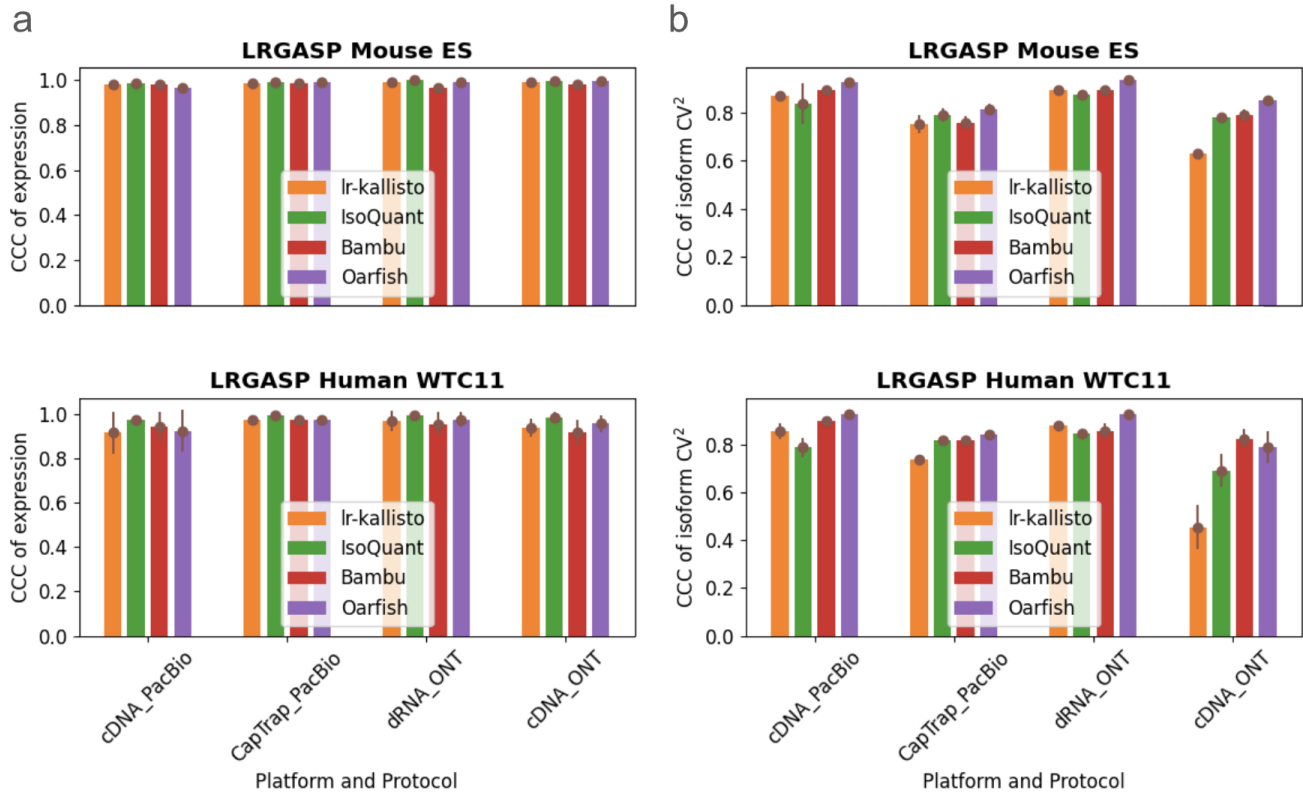 a
LRGASP Mouse ES
CCC of expression
1.0
0.8
0.6
0.4
0.2
0.0
lr-kallisto
IsoQuant
Bambu
Oarfish
b
LRGASP Mouse ES
CCC of isoform CV²
0.8
0.6
0.4
0.2
0.0
lr-kallisto
IsoQuant
Bambu
Oarfish
LRGASP Human WTC11
CCC of expression
1.0
0.8
0.6
0.4
0.2
0.0
lr-kallisto
IsoQuant
Bambu
Oarfish
cDNA_PacBio
CapTrap_PacBio
dRNA_ONT
cDNA_ONT
Platform and Protocol
LRGASP Human WTC11
CCC of isoform CV²
0.8
0.6
0.4
0.2
0.0
lr-kallisto
IsoQuant
Bambu
Oarfish
cDNA_PacBio
CapTrap_PacBio
dRNA_ONT
cDNA_ONT
Platform and Protocol